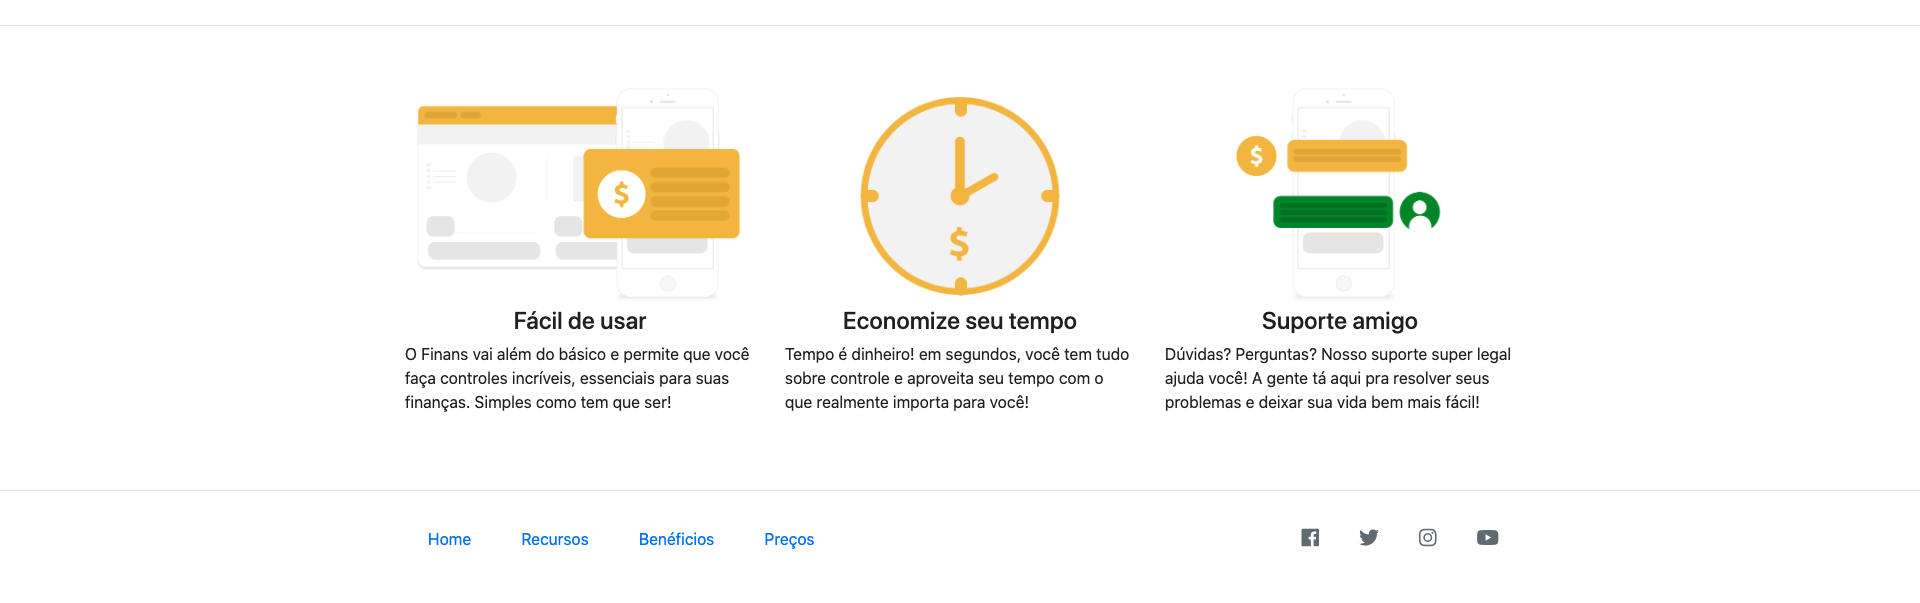 $
$
$
Fácil de usar
O Finans vai além do básico e permite que você
faça controles incríveis, essenciais para suas
finanças. Simples como tem que ser!
Economize seu tempo
Tempo é dinheiro! em segundos, você tem tudo
sobre controle e aproveita seu tempo com o
que realmente importa para você!
Suporte amigo
Dúvidas? Perguntas? Nosso suporte super legal
ajuda você! A gente tá aqui pra resolver seus
problemas e deixar sua vida bem mais fácil!
Home Recursos Benéficios Preços